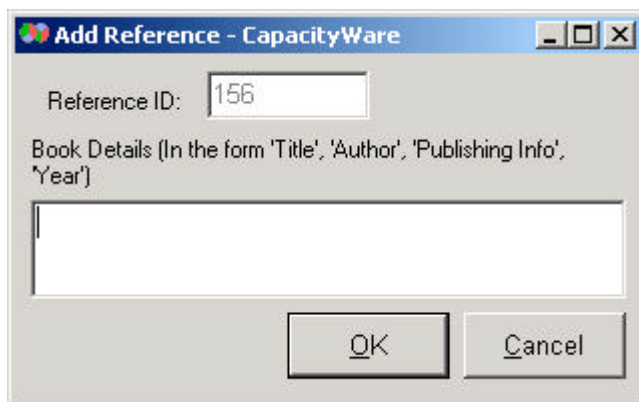 Add Reference - CapacityWare
Reference ID: 156
Book Details (In the form 'Title', 'Author', 'Publishing Info',
'Year')
OK Cancel